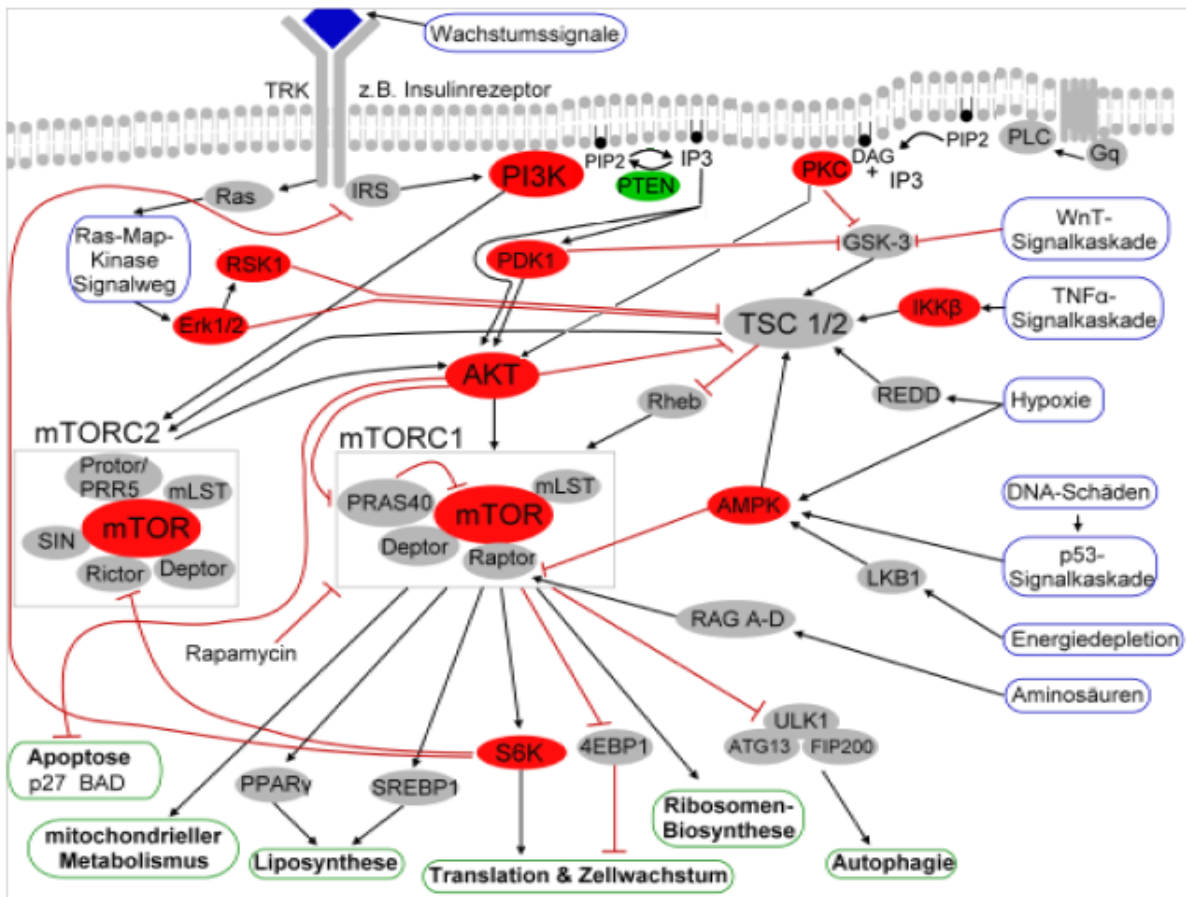 Wachstumssignale
TRK
z.B. Insulinrezeptor
PIP2
IP3
PIP2
PLC
Gq
DAG
+
IP3
PKC
PI3K
PTEN
IRS
Ras
Ras-Map-
Kinase
Signalweg
RSK1
Erk1/2
PDK1
GSK-3
WnT-
Signalkaskade
TSC 1/2
IKKβ
TNFα-
Signalkaskade
AKT
Rheb
REDD
Hypoxie
mTORC2
mTORC1
Protor/
PRR5
mLST
mTOR
SIN
Rictor
Deptor
PRAS40
mLST
mTOR
Deptor
Raptor
AMPK
DNA-Schäden
p53-
Signalkaskade
LKB1
RAG A-D
Energiedepletion
Aminosäuren
Rapamycin
Apoptose
p27 BAD
S6K
4EBP1
ULK1
ATG13
FIP200
PPARγ
SREBP1
mitochondrieller
Metabolismus
Liposynthese
Translation & Zellwachstum
Ribosomen-
Biosynthese
Autophagie